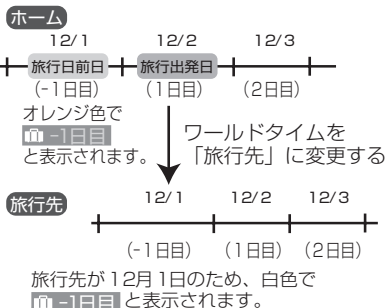 ホーム
12/1 12/2 12/3
旅行日前日 旅行出発日
(-1日目) (1日目) (2日目)
オレンジ色で
-1日目
と表示されます。
ワールドタイムを
「旅行先」に変更する
旅行先
12/1 12/2 12/3
(-1日目) (1日目) (2日目)
旅行先が12月1日のため、白色で
-1日目 と表示されます。